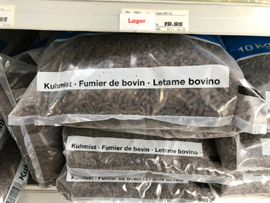 95
Lager
19.95
Kuhmist · Fumier de bovin · Letame bovino
10 kg
Kuhmist · Fumier de bovin · Letame bovino
Kuhmist · Fumier de bovin · Letame bovino